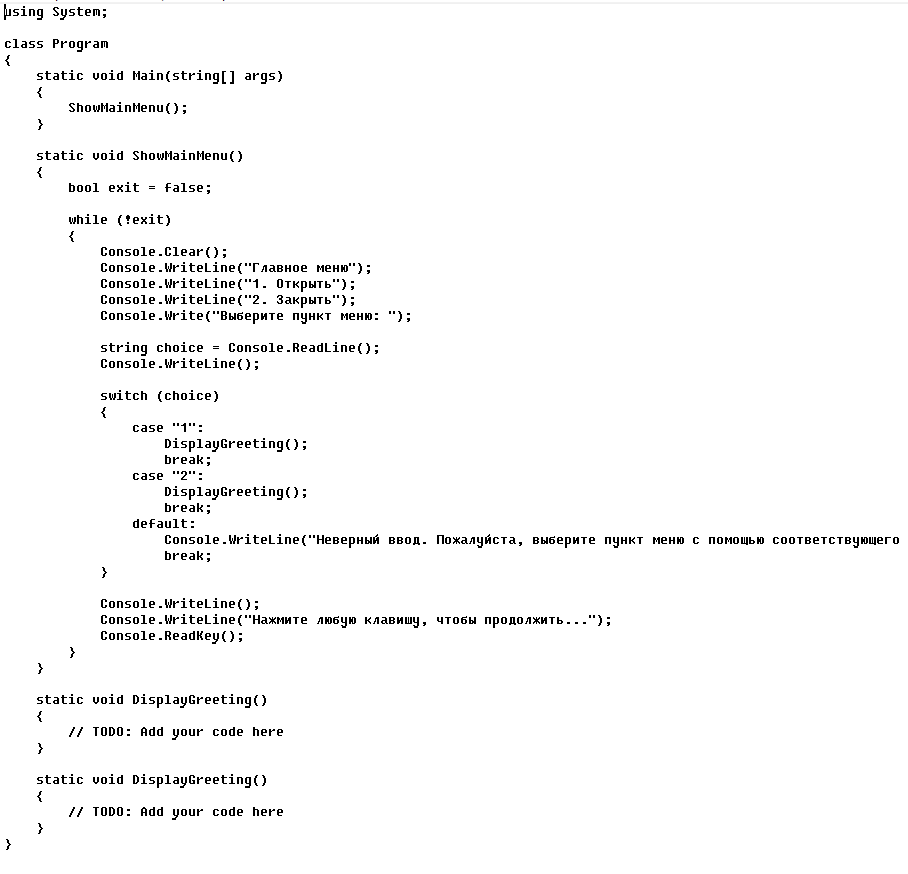 using System;

class Program
{
    static void Main(string[] args)
    {
        ShowMainMenu();
    }

    static void ShowMainMenu()
    {
        bool exit = false;

        while (!exit)
        {
            Console.Clear();
            Console.WriteLine("Главное меню");
            Console.WriteLine("1. Открыть");
            Console.WriteLine("2. Закрыть");
            Console.Write("Выберите пункт меню: ");

            string choice = Console.ReadLine();
            Console.WriteLine();

            switch (choice)
            {
                case "1":
                    DisplayGreeting();
                    break;
                case "2":
                    DisplayGreeting();
                    break;
                default:
                    Console.WriteLine("Неверный ввод. Пожалуйста, выберите пункт меню с помощью соответствующего
                    break;
            }

            Console.WriteLine();
            Console.WriteLine("Нажмите любую клавишу, чтобы продолжить...");
            Console.ReadKey();
        }
    }

    static void DisplayGreeting()
    {
        // TODO: Add your code here
    }

    static void DisplayGreeting()
    {
        // TODO: Add your code here
    }
}